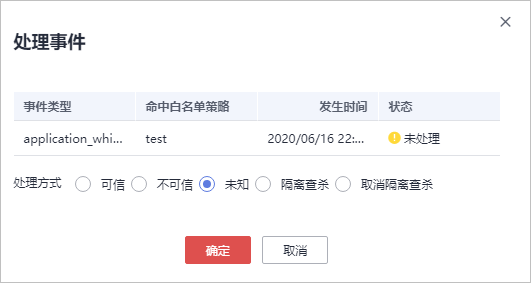 处理事件
事件类型 命中白名单策略 发生时间 状态
application_whi... test 2020/06/16 22:... 未处理
处理方式 可信 不可信 未知 隔离查杀 取消隔离查杀
确定 取消